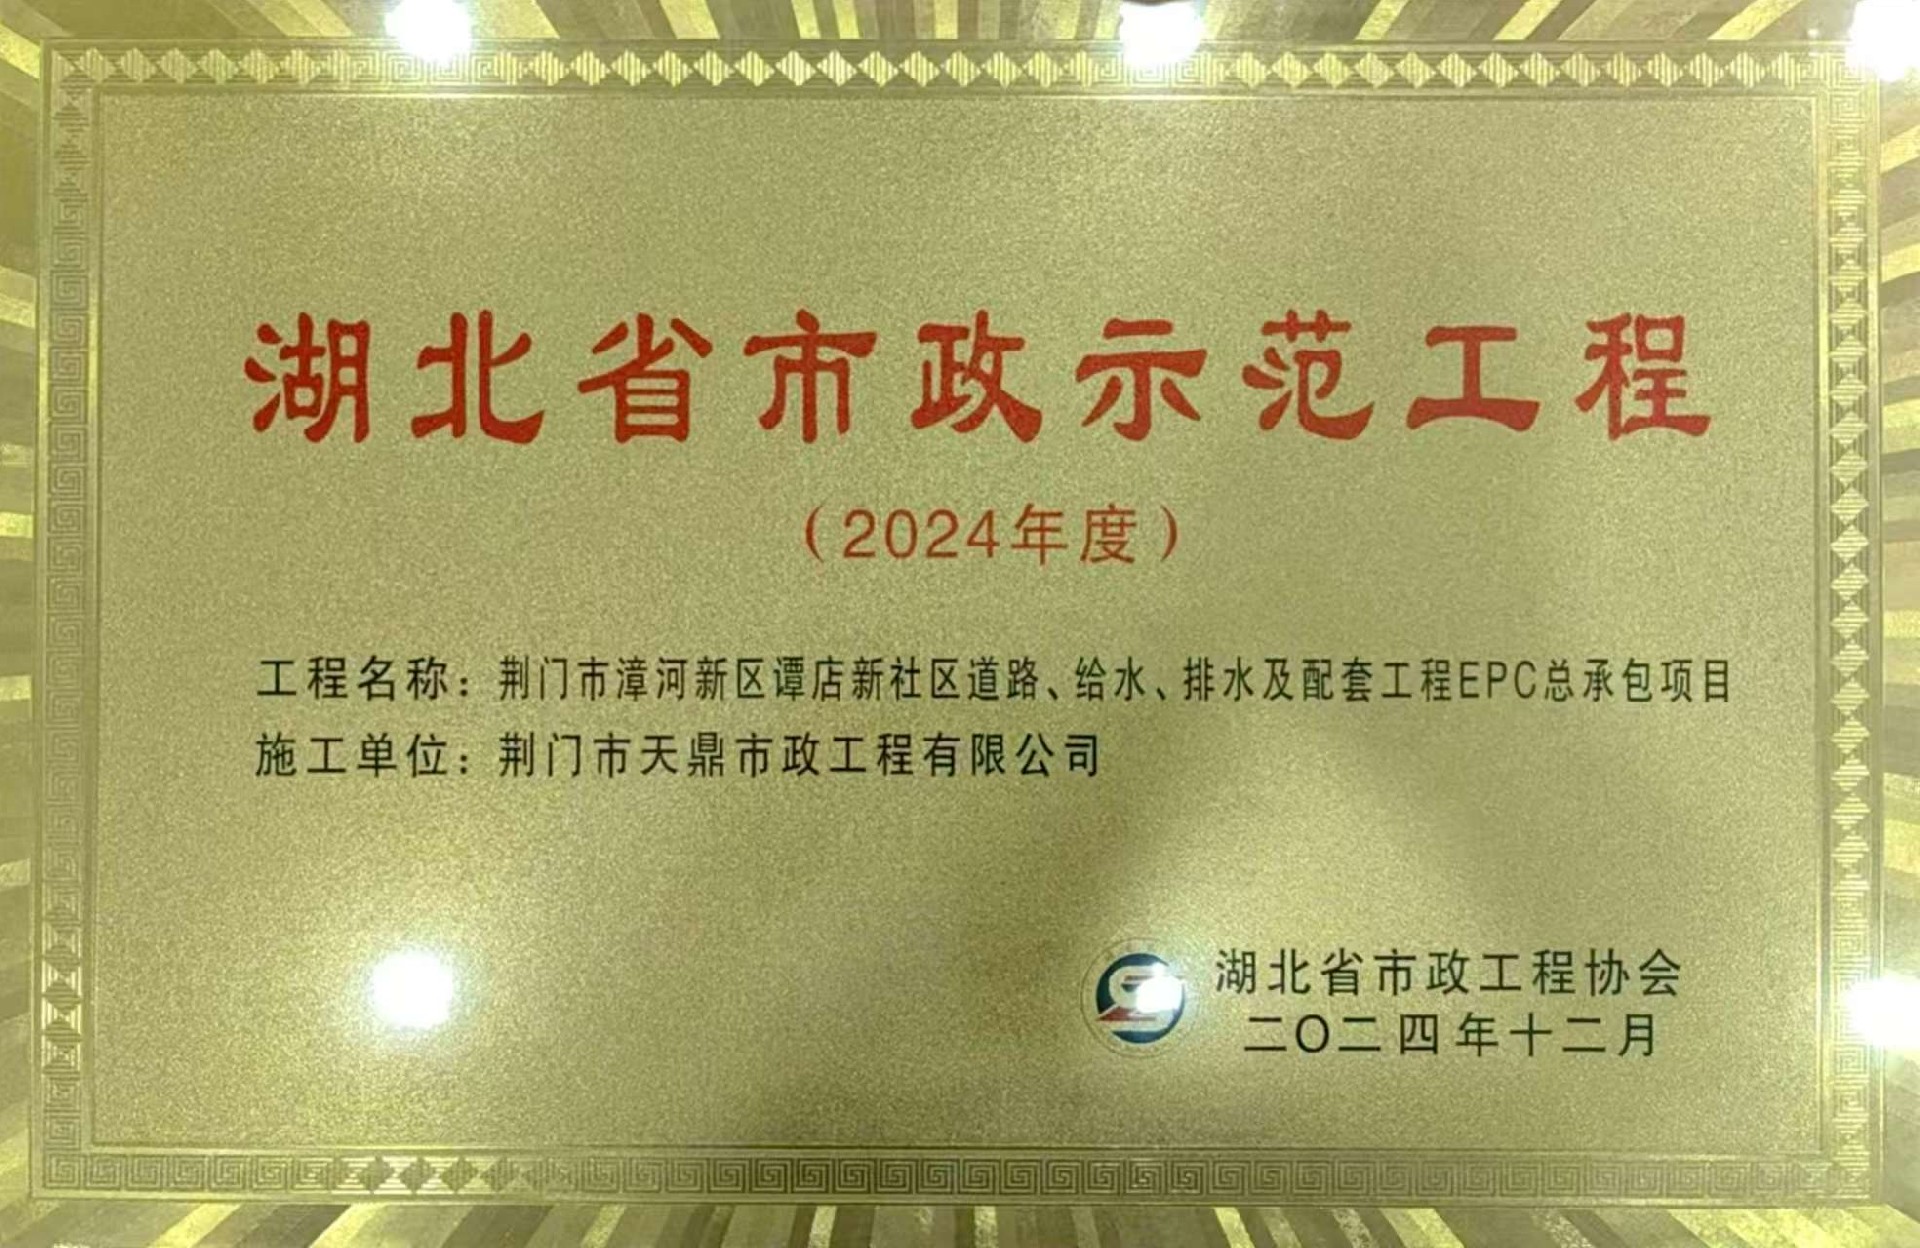 湖北省市政示范工程
（2024年度）
工程名称：荆门市漳河新区谭店新社区道路、给水、排水及配套工程EPC总承包项目
施工单位：荆门市天鼎市政工程有限公司
湖北省市政工程协会
二〇二四年十二月